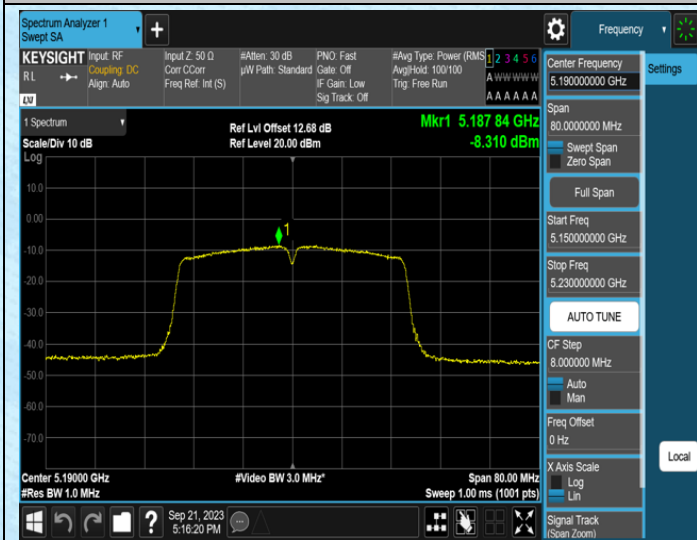 Spectrum Analyzer 1
Swept SA
Frequency
KEYSIGHT
R L
LXI
Input: RF
Coupling: DC
Align: Auto
Input Z: 50 Ω
Corr CCorr
Freq Ref: Int (S)
#Atten: 30 dB
µW Path: Standard
PNO: Fast
Gate: Off
IF Gain: Low
Sig Track: Off
#Avg Type: Power (RMS
Avg|Hold: 100/100
Trig: Free Run
1 2 3 4 5 6
A W W W W W
A A A A A A
1 Spectrum
Scale/Div 10 dB
Log
Ref Lvl Offset 12.68 dB
Ref Level 20.00 dBm
Mkr1 5.187 84 GHz
-8.310 dBm
10.0
0.00
-10.0
-20.0
-30.0
-40.0
-50.0
-60.0
-70.0
1
Center 5.19000 GHz
#Res BW 1.0 MHz
#Video BW 3.0 MHz*
Span 80.00 MHz
Sweep 1.00 ms (1001 pts)
Sep 21, 2023
5:16:20 PM
Center Frequency
5.190000000 GHz
Settings
Span
80.0000000 MHz
Swept Span
Zero Span
Full Span
Start Freq
5.150000000 GHz
Stop Freq
5.230000000 GHz
AUTO TUNE
CF Step
8.000000 MHz
Auto
Man
Freq Offset
0 Hz
X Axis Scale
Log
Lin
Local
Signal Track
(Span Zoom)